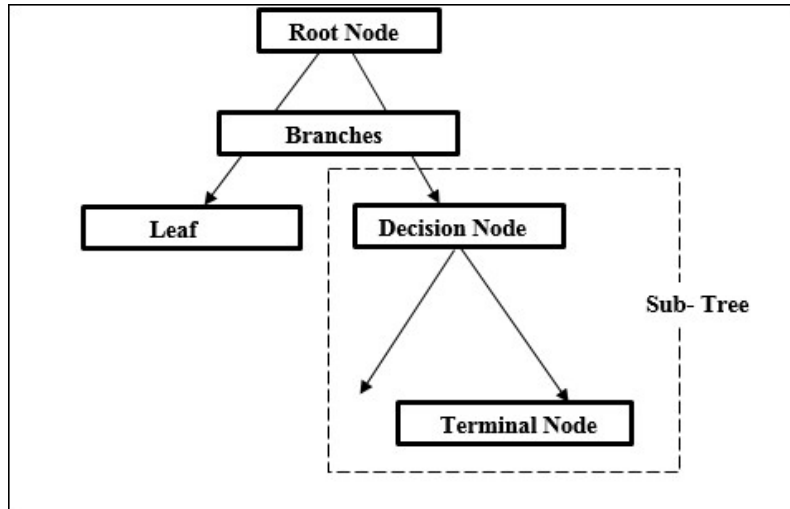 Root Node
Branches
Leaf
Decision Node
Sub- Tree
Terminal Node